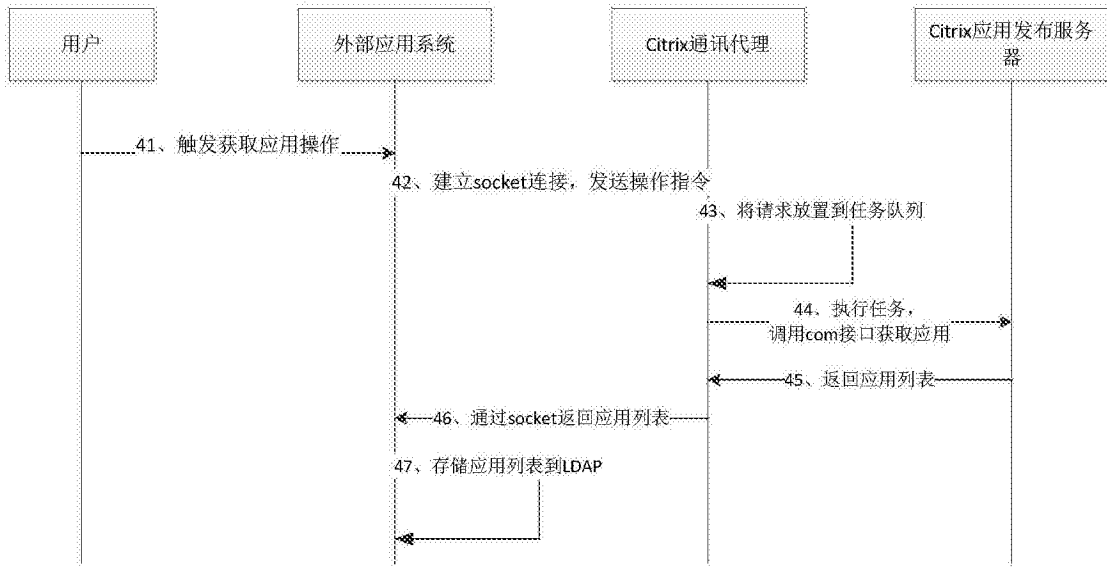 用户
外部应用系统
Citrix通讯代理
Citrix应用发布服务
器
41、触发获取应用操作
42、建立socket连接，发送操作指令
43、将请求放置到任务队列
44、执行任务，
调用com接口获取应用
45、返回应用列表
46、通过socket返回应用列表
47、存储应用列表到LDAP